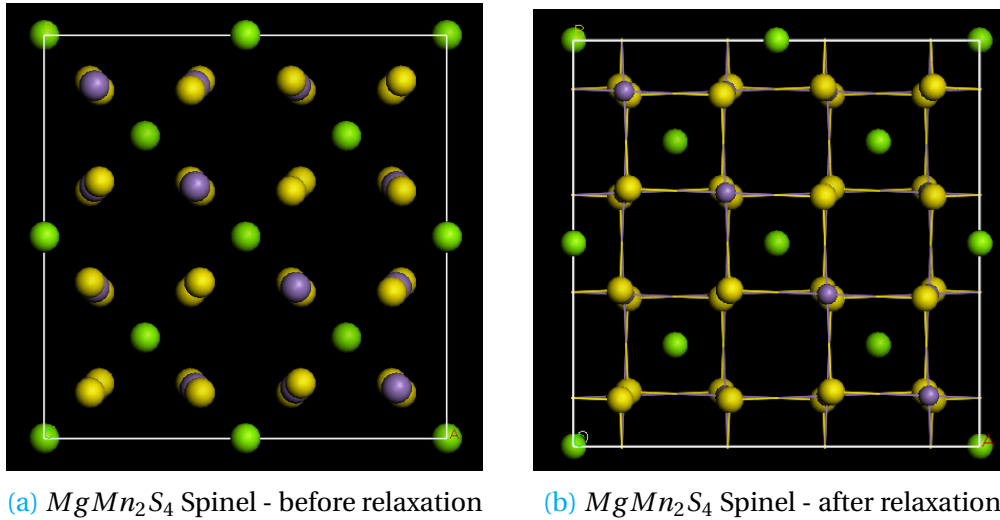 B
A
B
O
A
(a) MgMn₂S₄ Spinel - before relaxation
(b) MgMn₂S₄ Spinel - after relaxation